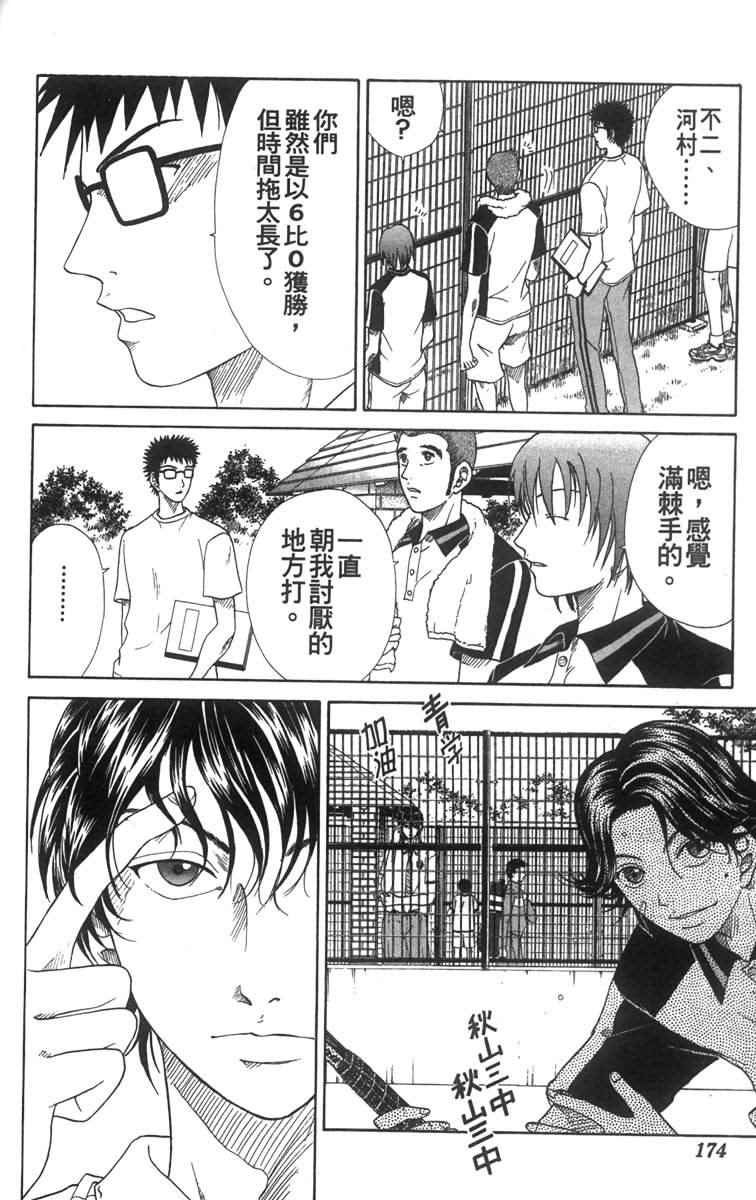 不二、
河村……
嗯？
你們
雖然是以6比0獲勝，
但時間拖太長了。
嗯，感覺
滿棘手的。
一直
朝我討厭的
地方打。
………
青学
加油
秋山三中
秋山三中
174